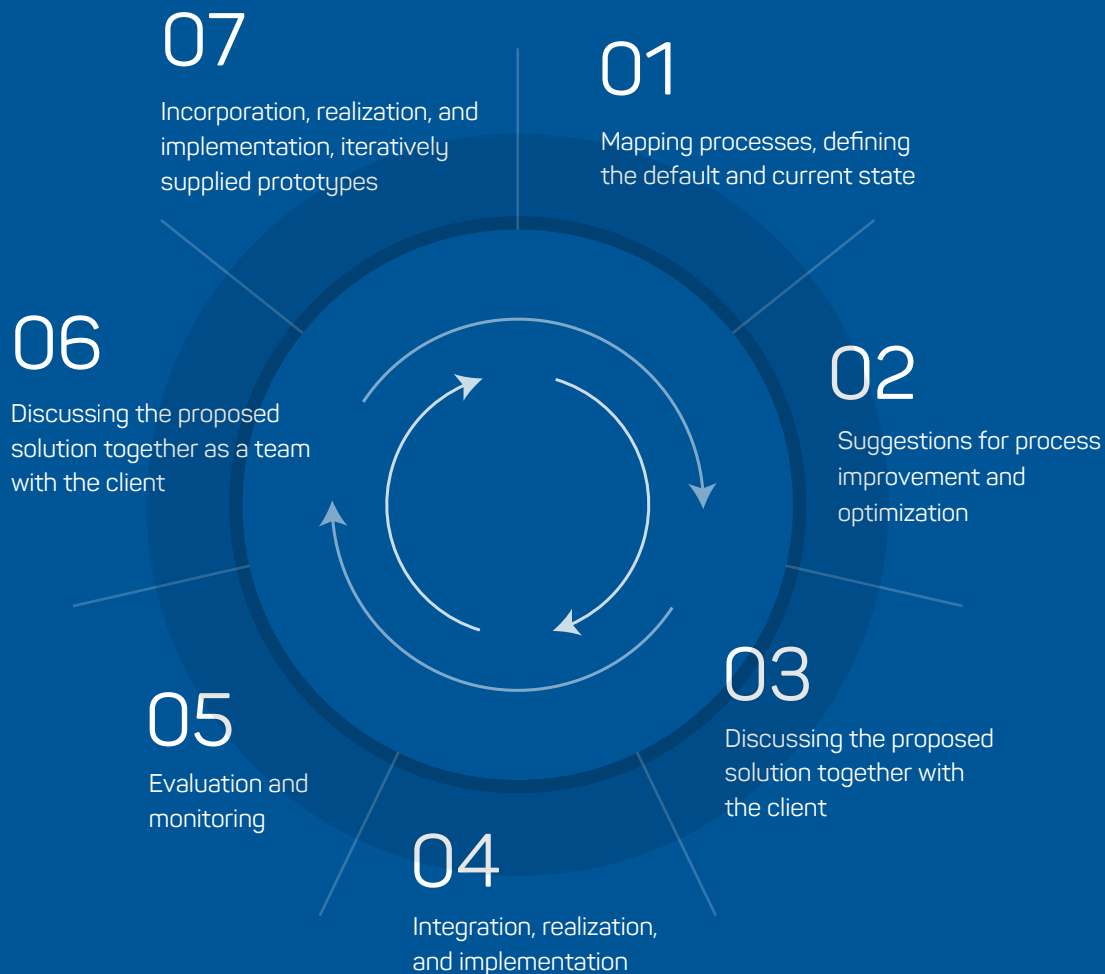 07
Incorporation, realization, and
implementation, iteratively
supplied prototypes
01
Mapping processes, defining
the default and current state
06
Discussing the proposed
solution together as a team
with the client
02
Suggestions for process
improvement and
optimization
05
Evaluation and
monitoring
03
Discussing the proposed
solution together with
the client
04
Integration, realization,
and implementation